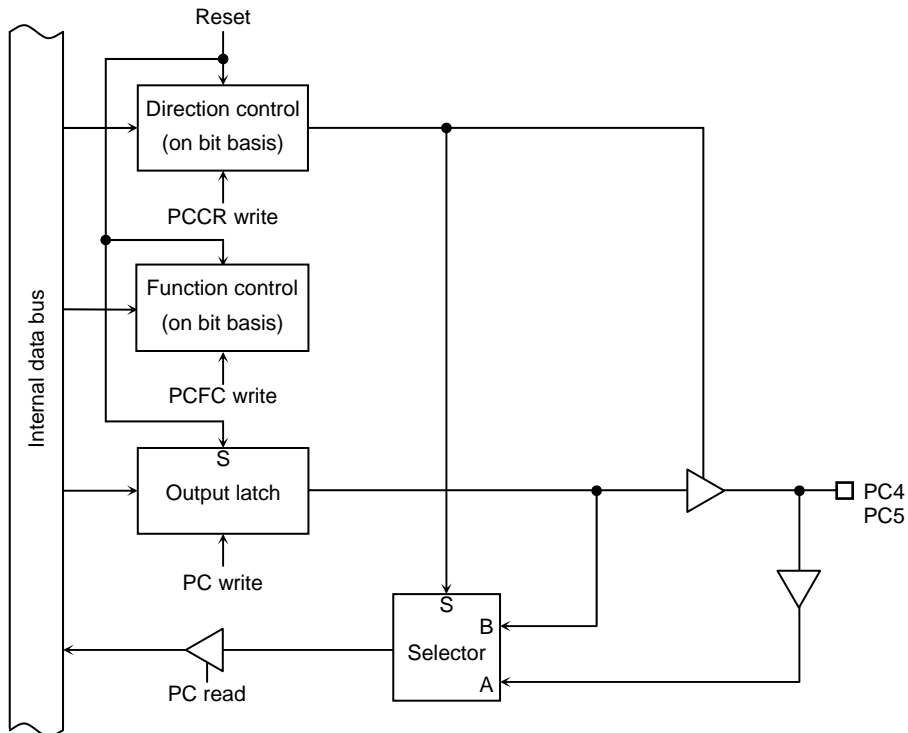 Reset
Direction control
(on bit basis)
PCCR write
Function control
(on bit basis)
PCFC write
Internal data bus
S
Output latch
PC write
PC4
PC5
S
B
Selector
A
PC read